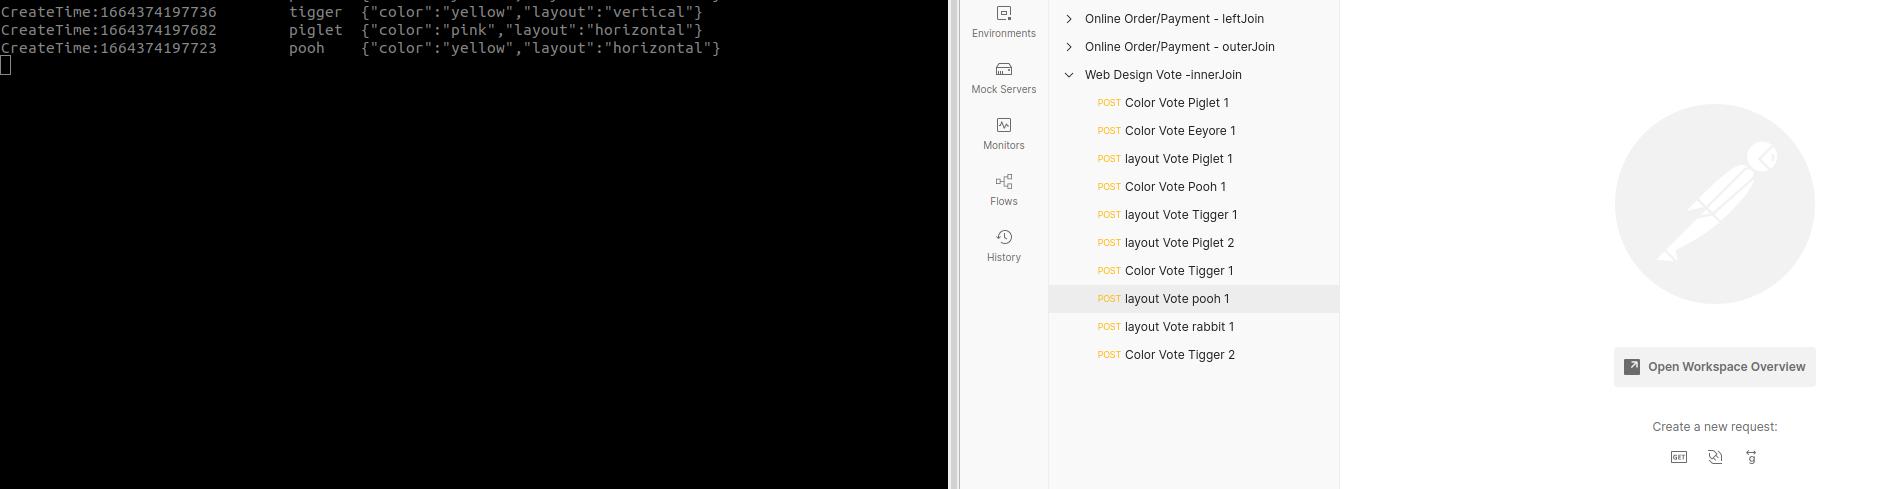 CreateTime:1664374197736 tigger {"color":"yellow","layout":"vertical"}
CreateTime:1664374197682 piglet {"color":"pink","layout":"horizontal"}
CreateTime:1664374197723 pooh {"color":"yellow","layout":"horizontal"}
Environments
Mock Servers
Monitors
Flows
History
Online Order/Payment - leftJoin
Online Order/Payment - outerJoin
Web Design Vote -innerJoin
POST Color Vote Piglet 1
POST Color Vote Eeyore 1
POST layout Vote Piglet 1
POST Color Vote Pooh 1
POST layout Vote Tigger 1
POST layout Vote Piglet 2
POST Color Vote Tigger 1
POST layout Vote pooh 1
POST layout Vote rabbit 1
POST Color Vote Tigger 2
Open Workspace Overview
Create a new request:
GET